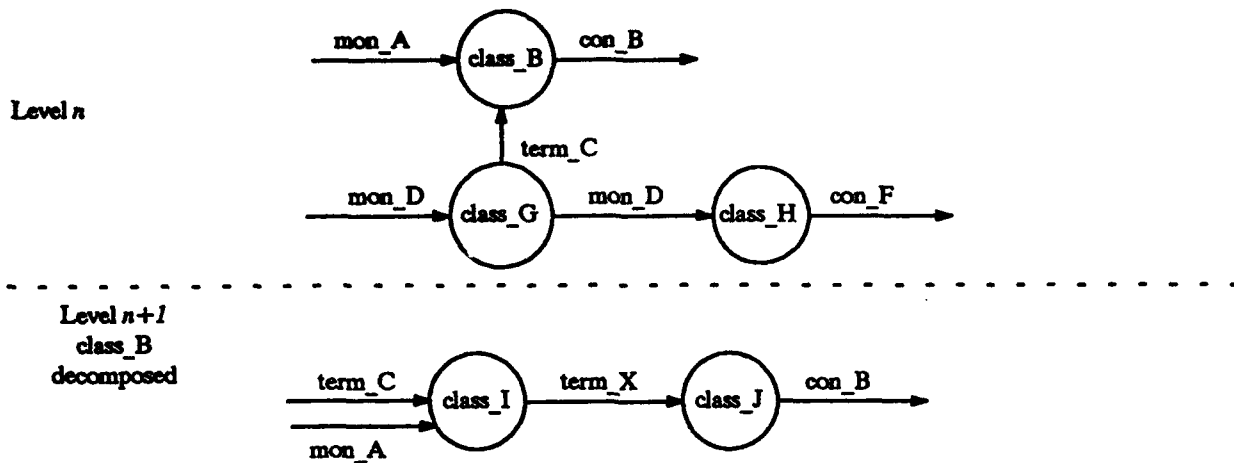 mon_A
class_B
con_B
Level n
term_C
mon_D
class_G
mon_D
class_H
con_F
Level n+1
class_B
decomposed
term_C
class_I
term_X
class_J
con_B
mon_A